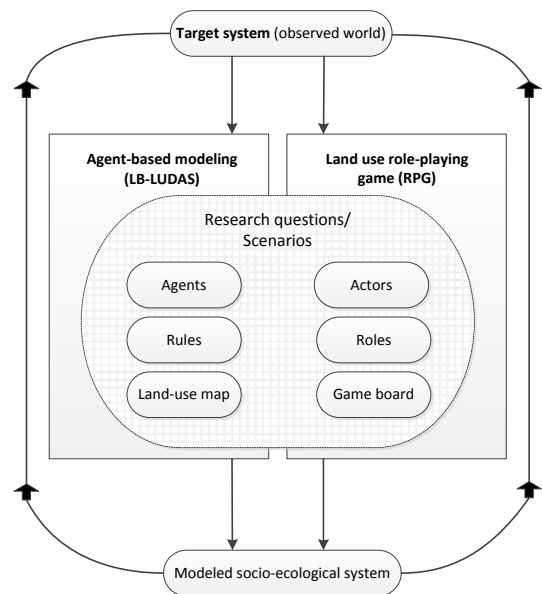 Target system (observed world)
Agent-based modeling
(LB-LUDAS)
Land use role-playing
game (RPG)
Research questions/
Scenarios
Agents
Actors
Rules
Roles
Land-use map
Game board
Modeled socio-ecological system